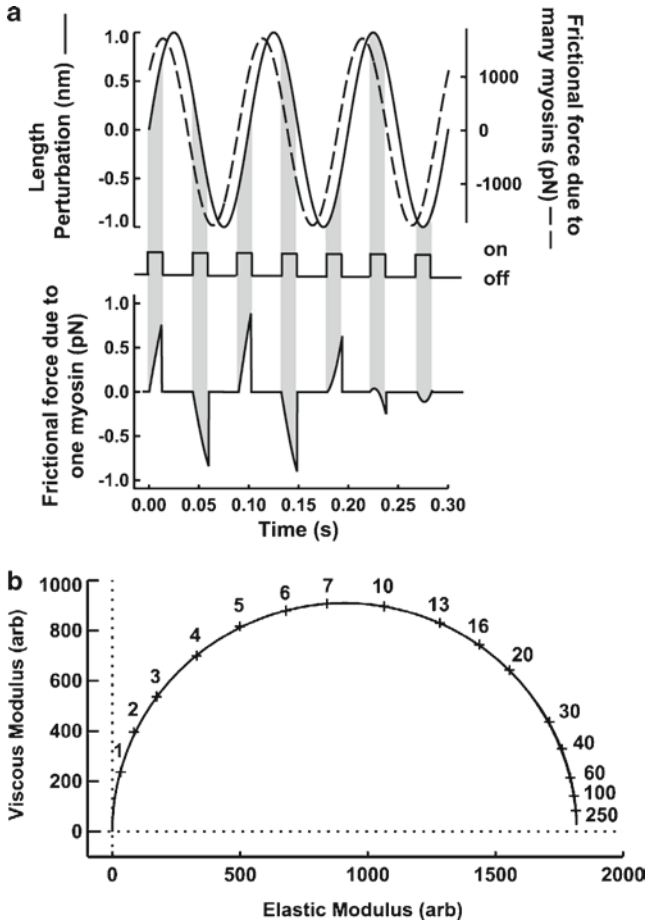 a
Length
Perturbation (nm)
1.0
0.5
0.0
-0.5
-1.0
1000
0
-1000
Frictional force due to
many myosins (pN)
on
off
Frictional force due to
one myosin (pN)
1.0
0.5
0.0
-0.5
-1.0
0.00 0.05 0.10 0.15 0.20 0.25 0.30
Time (s)
b
Viscous Modulus (arb)
1000
800
600
400
200
0
1
2
3
4
5
6
7
10
13
16
20
30
40
60
100
250
0 500 1000 1500 2000
Elastic Modulus (arb)